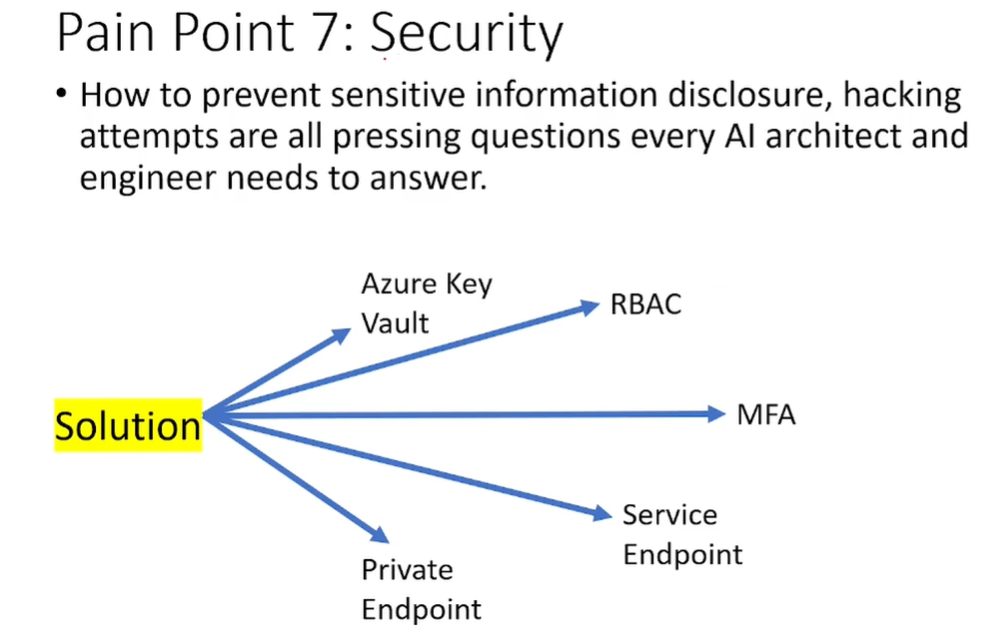 Pain Point 7: Security
• How to prevent sensitive information disclosure, hacking
attempts are all pressing questions every AI architect and
engineer needs to answer.
Azure Key
Vault
RBAC
Solution
MFA
Service
Endpoint
Private
Endpoint